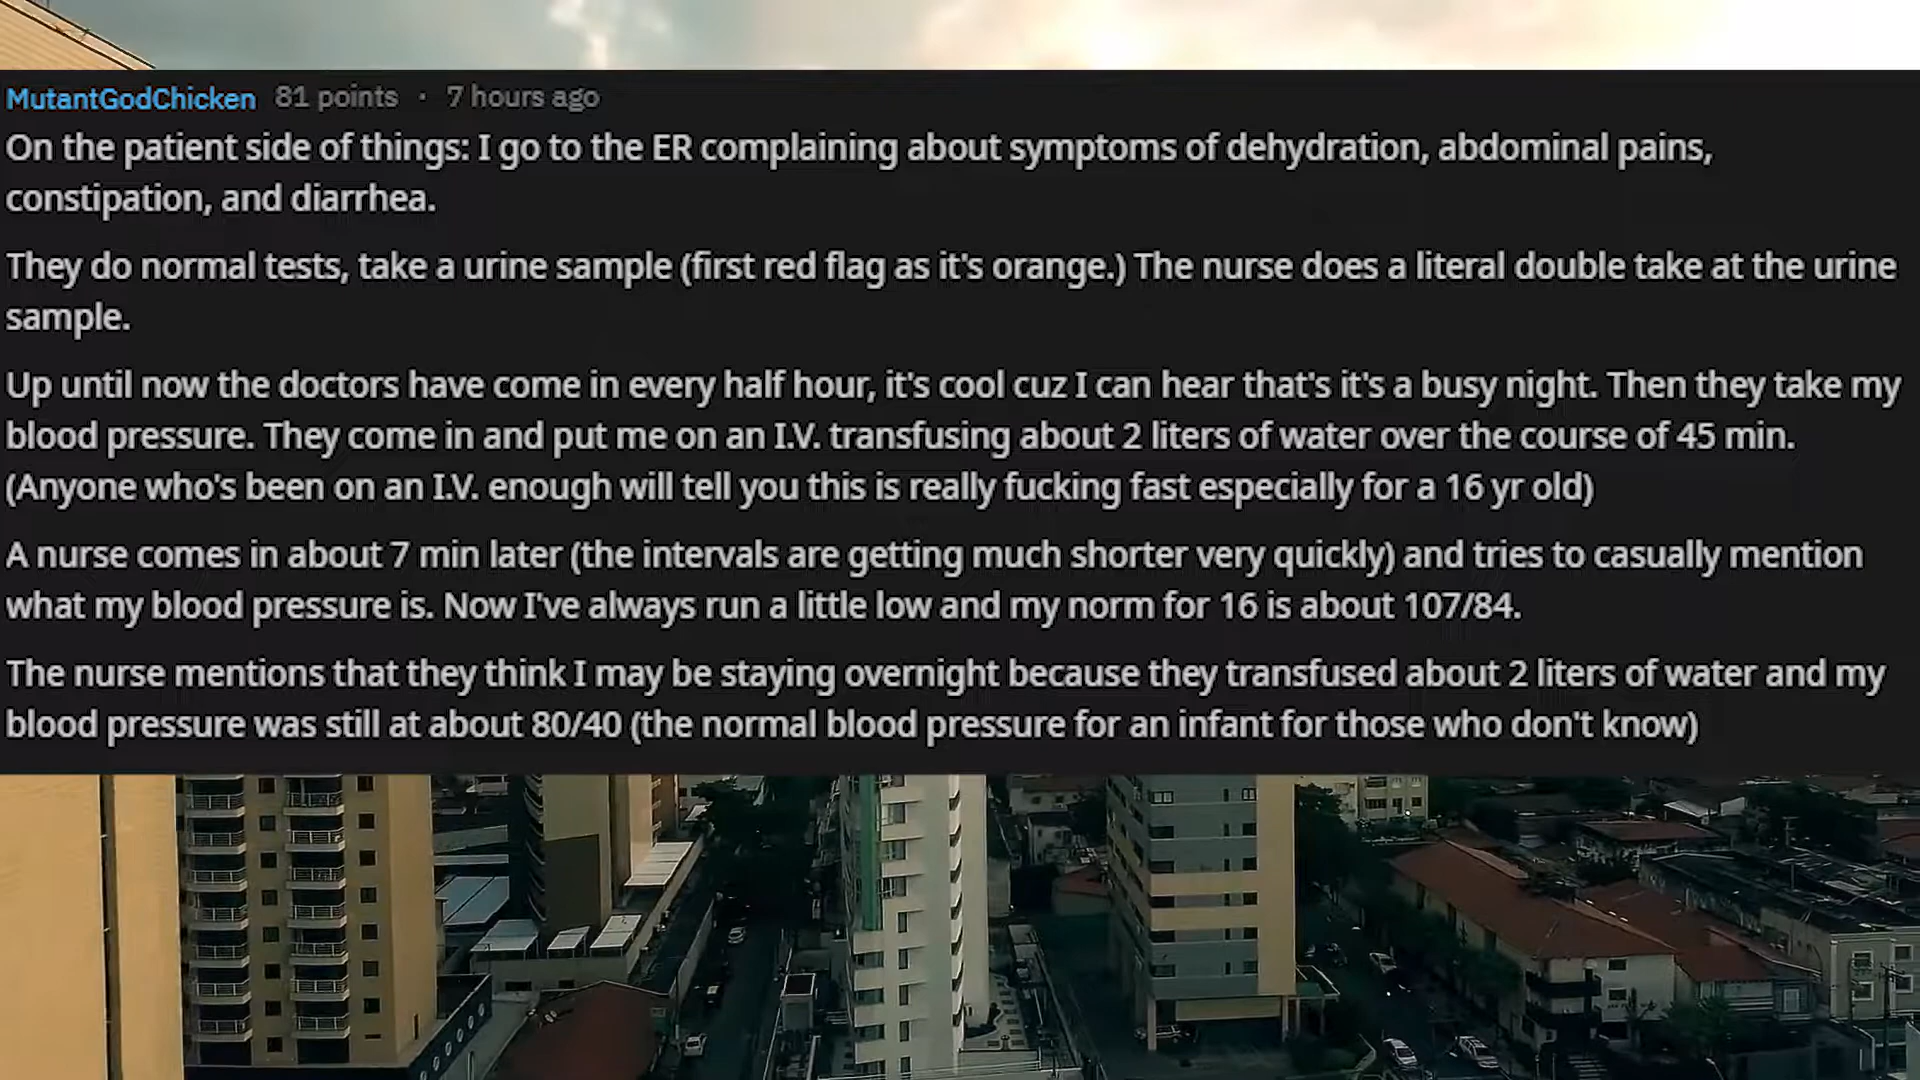 MutantGodChicken 81 points · 7 hours ago
On the patient side of things: I go to the ER complaining about symptoms of dehydration, abdominal pains,
constipation, and diarrhea.
They do normal tests, take a urine sample (first red flag as it's orange.) The nurse does a literal double take at the urine
sample.
Up until now the doctors have come in every half hour, it's cool cuz I can hear that's it's a busy night. Then they take my
blood pressure. They come in and put me on an I.V. transfusing about 2 liters of water over the course of 45 min.
(Anyone who's been on an I.V. enough will tell you this is really fucking fast especially for a 16 yr old)
A nurse comes in about 7 min later (the intervals are getting much shorter very quickly) and tries to casually mention
what my blood pressure is. Now I've always run a little low and my norm for 16 is about 107/84.
The nurse mentions that they think I may be staying overnight because they transfused about 2 liters of water and my
blood pressure was still at about 80/40 (the normal blood pressure for an infant for those who don't know)